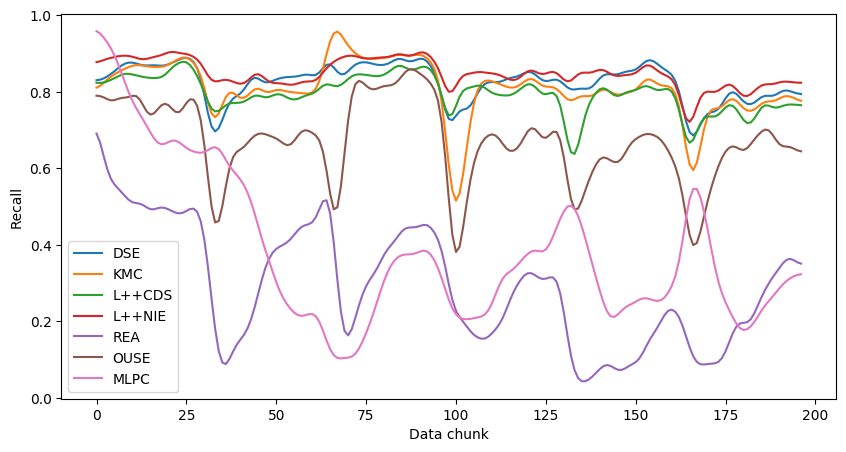 1.0
0.8
0.6
0.4
0.2
0.0
Recall
DSE
KMC
L++CDS
L++NIE
REA
OUSE
MLPC
0 25 50 75 100 125 150 175 200
Data chunk